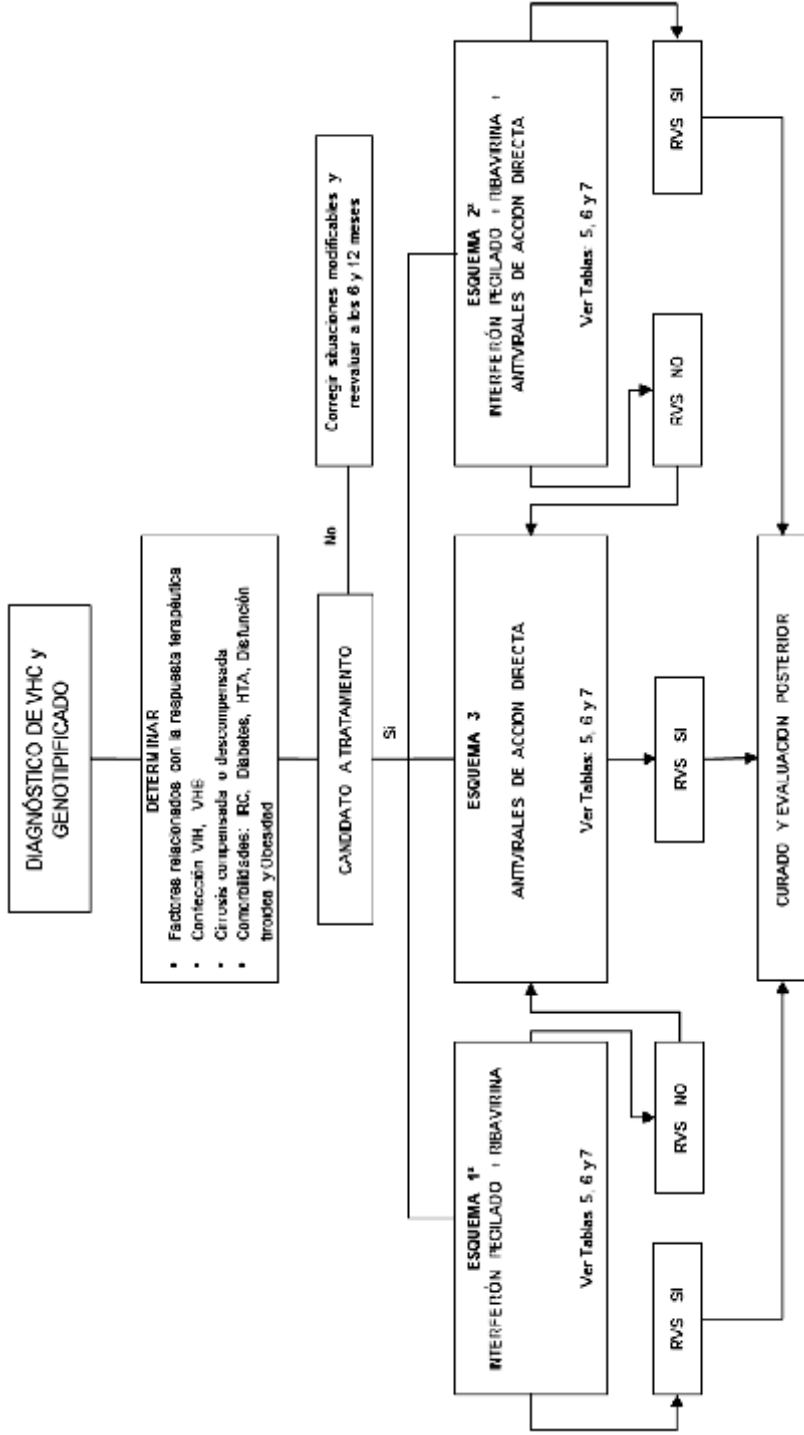 DIAGNÓSTICO DE VHC y
GENOTIPIFICADO
DETERMINAR
• Factores relacionados con la respuesta terapéutica
• Confección VIH, VHB
• Cirrosis compensada o descompensada
• Comorbilidades: IRC, Diabetes, HTA, Disfunción
tiroidea y Obesidad
CANDIDATO A TRATAMIENTO
No
Corregir situaciones modificables y
reevaluar a los 6 y 12 meses
Si
ESQUEMA 1ª
INTERFERÓN PEGILADO + RIBAVIRINA
Ver Tablas 5, 6 y 7
ESQUEMA 3
ANTIVIRALES DE ACCION DIRECTA
Ver Tablas: 5, 6 y 7
ESQUEMA 2ª
INTERFERÓN PEGILADO + RIBAVIRINA +
ANTIVIRALES DE ACCION DIRECTA
Ver Tablas: 5, 6 y 7
RVS SI
RVS NO
RVS SI
RVS NO
RVS SI
CURADO Y EVALUACION POSTERIOR